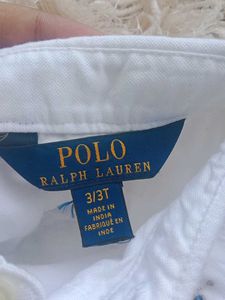 POLO
RALPH LAUREN
3/3T
MADE IN
INDIA
FABRIQUÉ EN
INDE